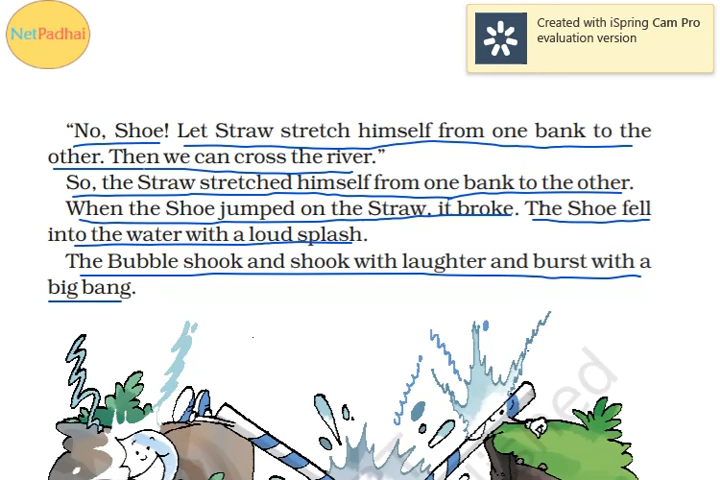 NetPadhai
Created with iSpring Cam Pro
evaluation version
“No, Shoe! Let Straw stretch himself from one bank to the
other. Then we can cross the river.”
So, the Straw stretched himself from one bank to the other.
When the Shoe jumped on the Straw, it broke. The Shoe fell
into the water with a loud splash.
The Bubble shook and shook with laughter and burst with a
big bang.